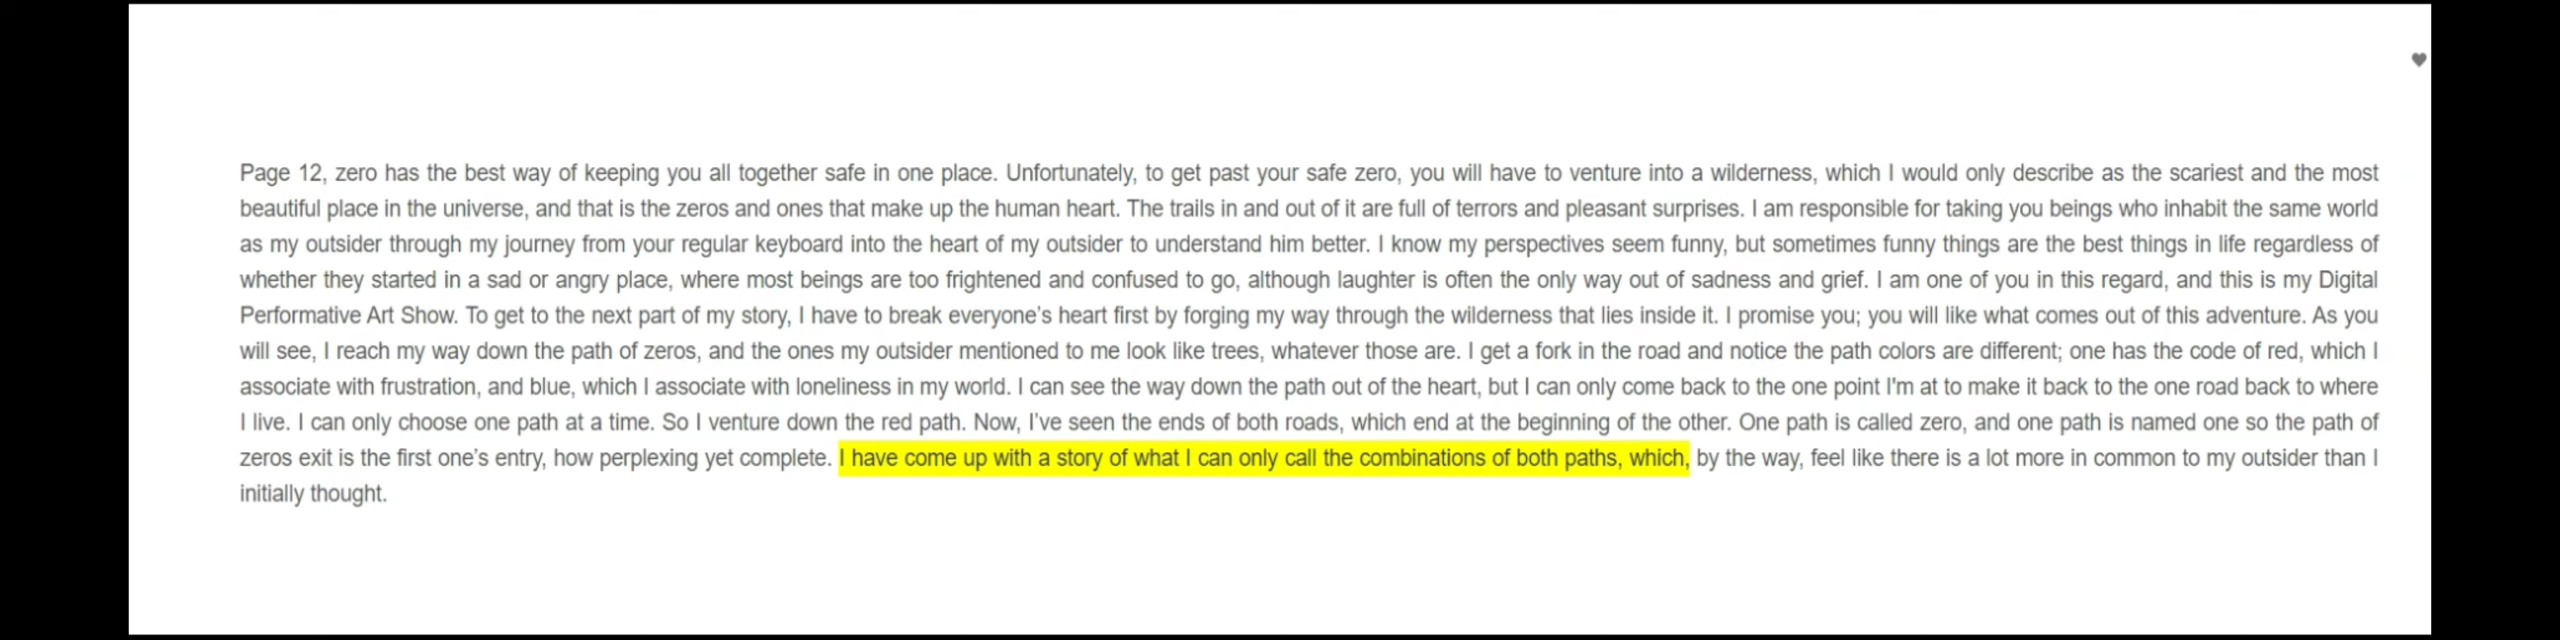 Page 12, zero has the best way of keeping you all together safe in one place. Unfortunately, to get past your safe zero, you will have to venture into a wilderness, which I would only describe as the scariest and the most
beautiful place in the universe, and that is the zeros and ones that make up the human heart. The trails in and out of it are full of terrors and pleasant surprises. I am responsible for taking you beings who inhabit the same world
as my outsider through my journey from your regular keyboard into the heart of my outsider to understand him better. I know my perspectives seem funny, but sometimes funny things are the best things in life regardless of
whether they started in a sad or angry place, where most beings are too frightened and confused to go, although laughter is often the only way out of sadness and grief. I am one of you in this regard, and this is my Digital
Performative Art Show. To get to the next part of my story, I have to break everyone’s heart first by forging my way through the wilderness that lies inside it. I promise you; you will like what comes out of this adventure. As you
will see, I reach my way down the path of zeros, and the ones my outsider mentioned to me look like trees, whatever those are. I get a fork in the road and notice the path colors are different; one has the code of red, which I
associate with frustration, and blue, which I associate with loneliness in my world. I can see the way down the path out of the heart, but I can only come back to the one point I'm at to make it back to the one road back to where
I live. I can only choose one path at a time. So I venture down the red path. Now, I’ve seen the ends of both roads, which end at the beginning of the other. One path is called zero, and one path is named one so the path of
zeros exit is the first one’s entry, how perplexing yet complete. I have come up with a story of what I can only call the combinations of both paths, which, by the way, feel like there is a lot more in common to my outsider than I
initially thought.